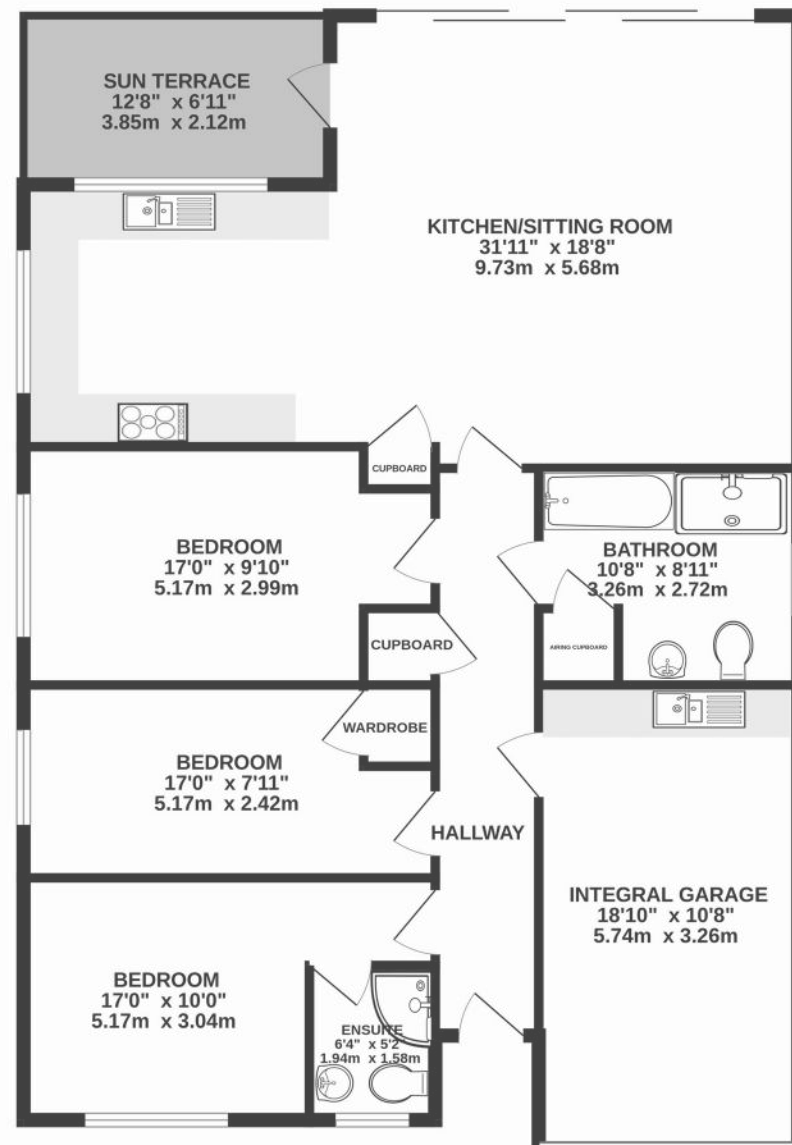 SUN TERRACE
12'8" x 6'11"
3.85m x 2.12m
KITCHEN/SITTING ROOM
31'11" x 18'8"
9.73m x 5.68m
CUPBOARD
BEDROOM
17'0" x 9'10"
5.17m x 2.99m
BATHROOM
10'8" x 8'11"
3.26m x 2.72m
CUPBOARD
AIRING CUPBOARD
WARDROBE
BEDROOM
17'0" x 7'11"
5.17m x 2.42m
HALLWAY
INTEGRAL GARAGE
18'10" x 10'8"
5.74m x 3.26m
BEDROOM
17'0" x 10'0"
5.17m x 3.04m
ENSUITE
6'4" x 5'2"
1.94m x 1.58m